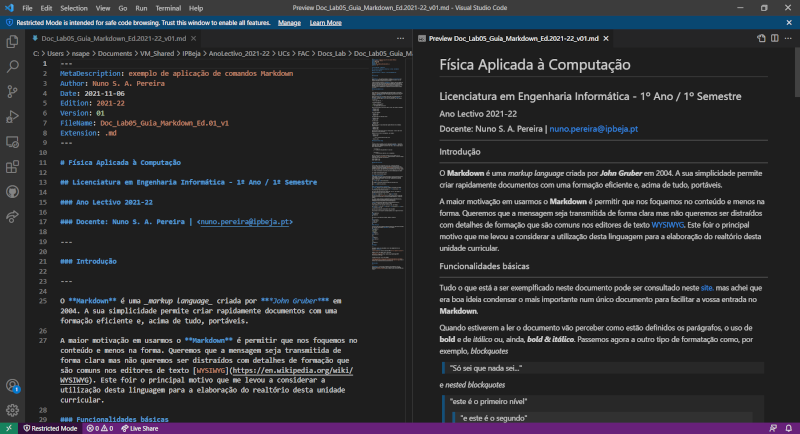 File Edit Selection View Go Run Terminal Help
Preview Doc_Lab05_Guia_Markdown_Ed.2021-22_v01.md - Visual Studio Code
Restricted Mode is intended for safe code browsing. Trust this window to enable all features. Manage Learn More
Doc_Lab05_Guia_Markdown_Ed.2021-22_v01.md
C: > Users > nsape > Documents > VM_Shared > IPBeja > AnoLectivo_2021-22 > UCs > FAC > Docs_Lab > Doc_Lab05_Guia_Ma
1 ---
2 MetaDescription: exemplo de aplicação de comandos Markdown
3 Author: Nuno S. A. Pereira
4 Date: 2021-11-06
5 Edition: 2021-22
6 Version: 01
7 FileName: Doc_Lab05_Guia_Markdown_Ed.01_v1
8 Extension: .md
9 ---
10
11 # Física Aplicada à Computação
12
13 ## Licenciatura em Engenharia Informática - 1º Ano / 1º Semestre
14
15 ### Ano Lectivo 2021-22
16
17 ### Docente: Nuno S. A. Pereira | <nuno.pereira@ipbeja.pt>
18
19 ---
20
21 ### Introdução
22
23 ---
24
25 O **Markdown** é uma _markup language_ criada por ***John Gruber*** em
2004. A sua simplicidade permite criar rapidamente documentos com uma
formação eficiente e, acima de tudo, portáveis.
26
27 A maior motivação em usarmos o **Markdown** é permitir que nos foquemos no
conteúdo e menos na forma. Queremos que a mensagem seja transmitida de
forma clara mas não queremos ser distraídos com detalhes de formatação que
são comuns nos editores de texto [WYSIWYG](https://en.wikipedia.org/wiki/
WYSIWYG). Este foir o principal motivo que me levou a considerar a
utilização desta linguagem para a elaboração do realtório desta unidade
curricular.
28
29 ### Funcionalidades básicas
Preview Doc_Lab05_Guia_Markdown_Ed.2021-22_v01.md
Física Aplicada à Computação
Licenciatura em Engenharia Informática - 1º Ano / 1º Semestre
Ano Lectivo 2021-22
Docente: Nuno S. A. Pereira | nuno.pereira@ipbeja.pt
Introdução
O Markdown é uma markup language criada por John Gruber em 2004. A sua simplicidade permite
criar rapidamente documentos com uma formação eficiente e, acima de tudo, portáveis.
A maior motivação em usarmos o Markdown é permitir que nos foquemos no conteúdo e menos na
forma. Queremos que a mensagem seja transmitida de forma clara mas não queremos ser distraídos
com detalhes de formatação que são comuns nos editores de texto WYSIWYG. Este foir o principal
motivo que me levou a considerar a utilização desta linguagem para a elaboração do realtório desta
unidade curricular.
Funcionalidades básicas
Tudo o que está a ser exemplficado neste documento pode ser consultado neste site. mas achei que
era boa ideia condensar o mais importante num único documento para facilitar a vossa entrada no
Markdown.
Quando estiverem a ler o documento vão perceber como estão definidos os parágrafos, o uso de
bold e de itálico ou, ainda, bold & itálico. Passemos agora a outro tipo de formatação como, por
exemplo, blockquotes
"Só sei que nada sei..."
e nested blockquotes
"este é o primeiro nível"
"e este é o segundo"
Restricted Mode 0 0 Live Share